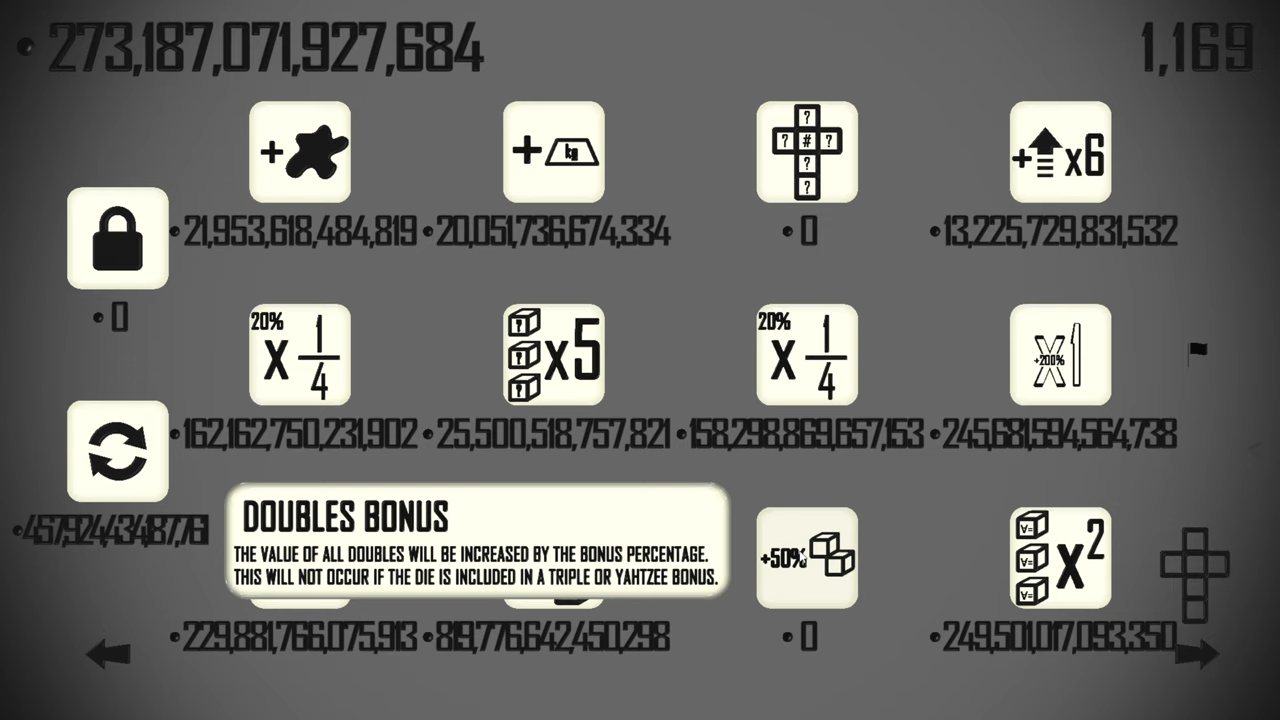 273,187,071,927,684
1,169
+
+ kg
? ? # ? ? ?
+ x6
21,953,618,484,819
20,051,736,674,334
0
13,225,729,831,532
0
20% x 1/4
? ? ? x5
20% x 1/4
x1 +200%
162,162,750,231,902
25,500,518,757,821
158,298,869,657,153
245,681,594,564,738
DOUBLES BONUS
THE VALUE OF ALL DOUBLES WILL BE INCREASED BY THE BONUS PERCENTAGE.
THIS WILL NOT OCCUR IF THE DIE IS INCLUDED IN A TRIPLE OR YAHTZEE BONUS.
+50%
x2
229,881,766,075,913
819,776,642,450,298
0
249,501,017,093,350